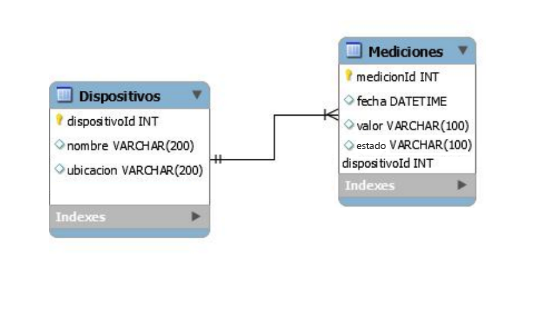 Dispositivos
dispositivoId INT
nombre VARCHAR(200)
ubicacion VARCHAR(200)
Indexes
Mediciones
medicionId INT
fecha DATETIME
valor VARCHAR(100)
estado VARCHAR(100)
dispositivoId INT
Indexes